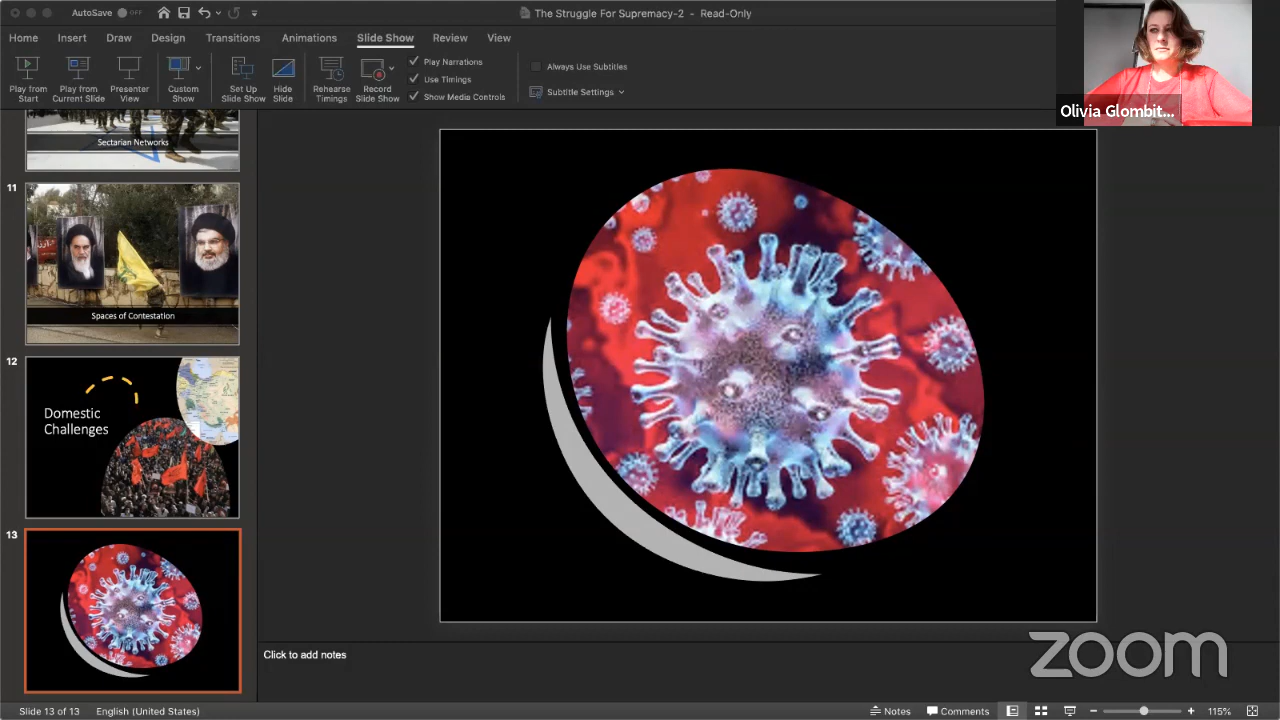 AutoSave OFF
The Struggle For Supremacy-2 - Read-Only
Home Insert Draw Design Transitions Animations Slide Show Review View
Play from Start
Play from Current Slide
Presenter View
Custom Show
Set Up Slide Show
Hide Slide
Rehearse Timings
Record Slide Show
Play Narrations
Use Timings
Show Media Controls
Always Use Subtitles
Subtitle Settings
Olivia Glombit...
Sectarian Networks
11
Spaces of Contestation
12
Domestic
Challenges
13
Click to add notes
zoom
Slide 13 of 13 English (United States) Notes Comments 115%